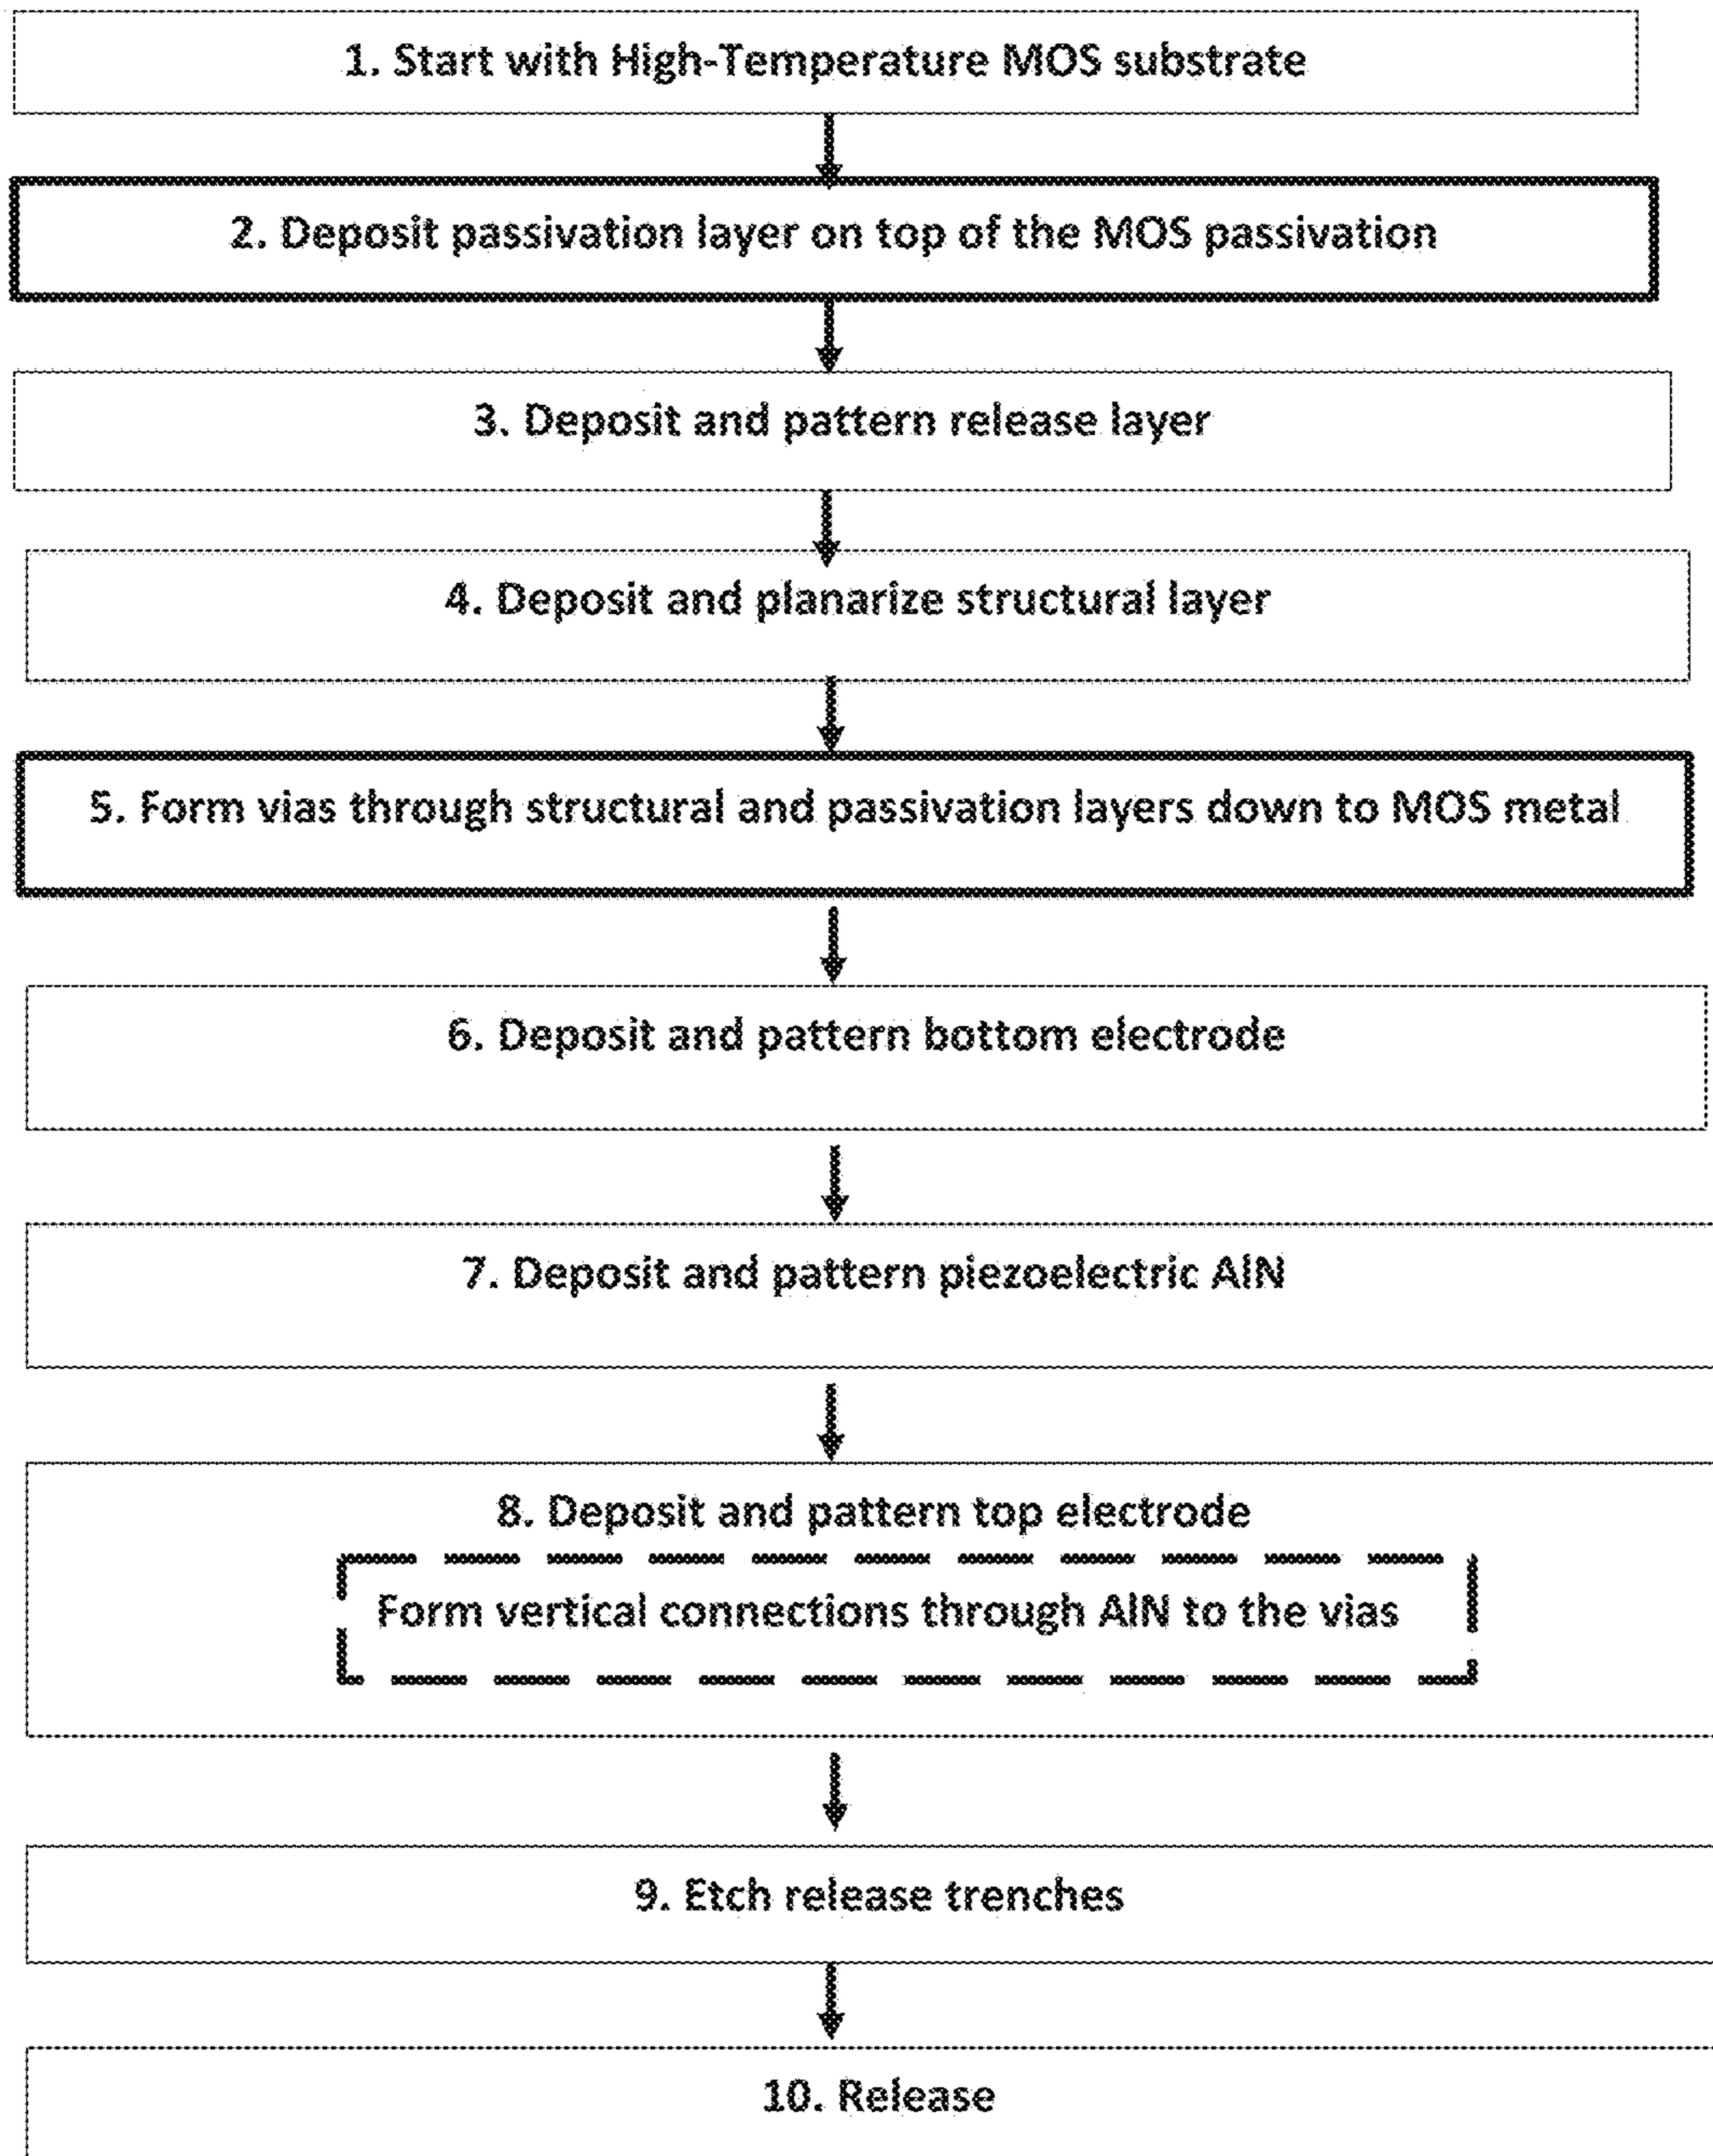 1. Start with High-Temperature MOS substrate
2. Deposit passivation layer on top of the MOS passivation
3. Deposit and pattern release layer
4. Deposit and planarize structural layer
5. Form vias through structural and passivation layers down to MOS metal
6. Deposit and pattern bottom electrode
7. Deposit and pattern piezoelectric AlN
8. Deposit and pattern top electrode
Form vertical connections through AlN to the vias
9. Etch release trenches
10. Release